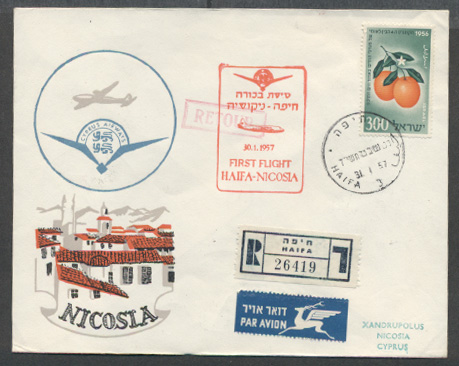 CYPRUS AIRWAYS
טיסת בכורה
חיפה-ניקוסיה
RETOUR
30.1.1957
FIRST FLIGHT
HAIFA-NICOSIA
1956
300
ישראל
חיפה
31.1.57
HAIFA
NICOSIA
R
חיפה
HAIFA
26419
ר
דואר אויר
PAR AVION
XANDRUPOLUS
NICOSIA
CYPRUS